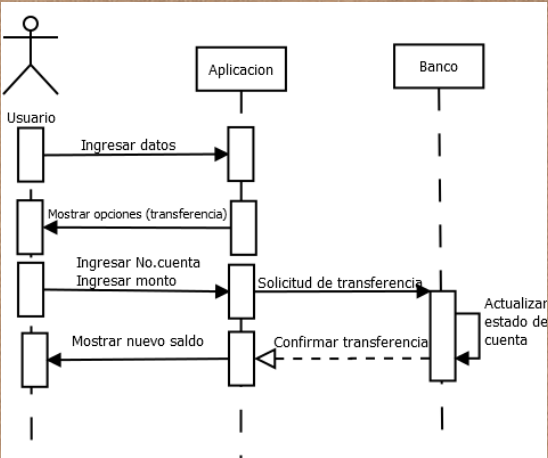 Usuario
Aplicacion
Banco
Ingresar datos
Mostrar opciones (transferencia)
Ingresar No.cuenta
Ingresar monto
Solicitud de transferencia
Actualizar
estado de
cuenta
Confirmar transferencia
Mostrar nuevo saldo